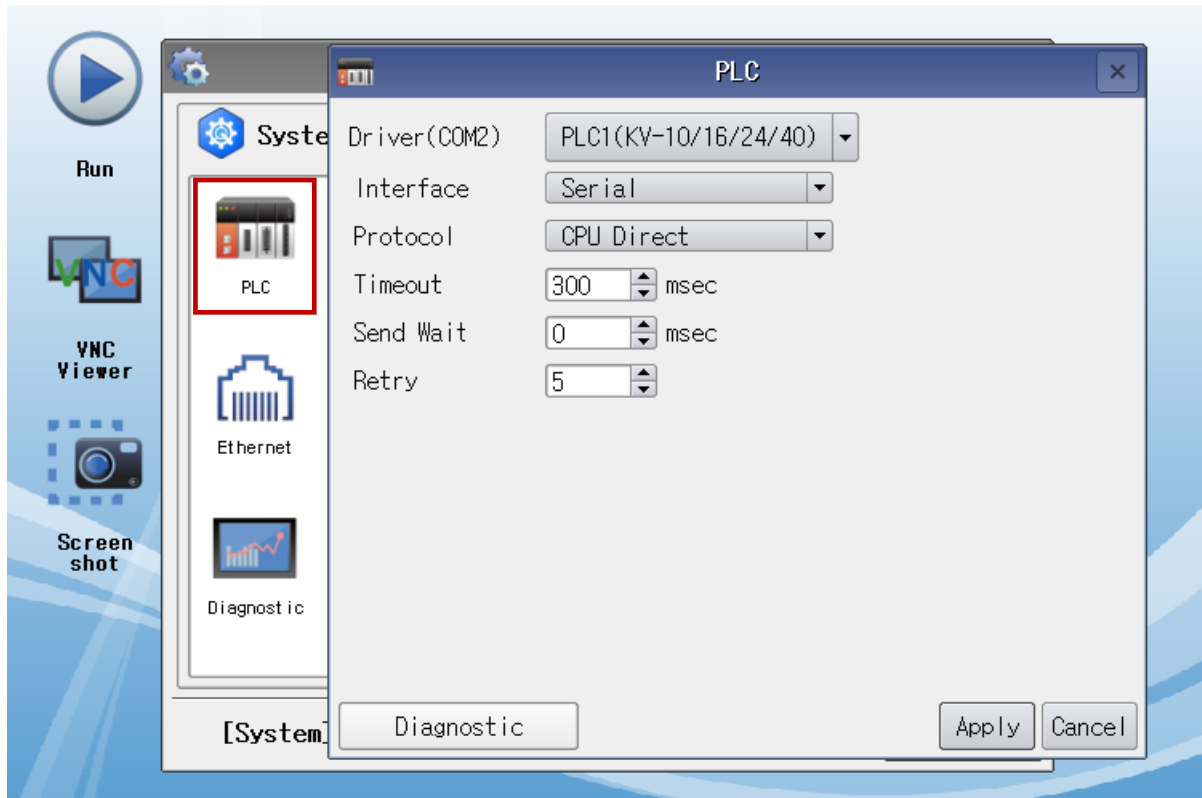 Run
VNC
VNC
Viewer
Screen
shot
Syste
PLC
Ethernet
Diagnostic
[System]
PLC
Driver(COM2) PLC1(KV-10/16/24/40)
Interface Serial
Protocol CPU Direct
Timeout 300 msec
Send Wait 0 msec
Retry 5
Diagnostic Apply Cancel